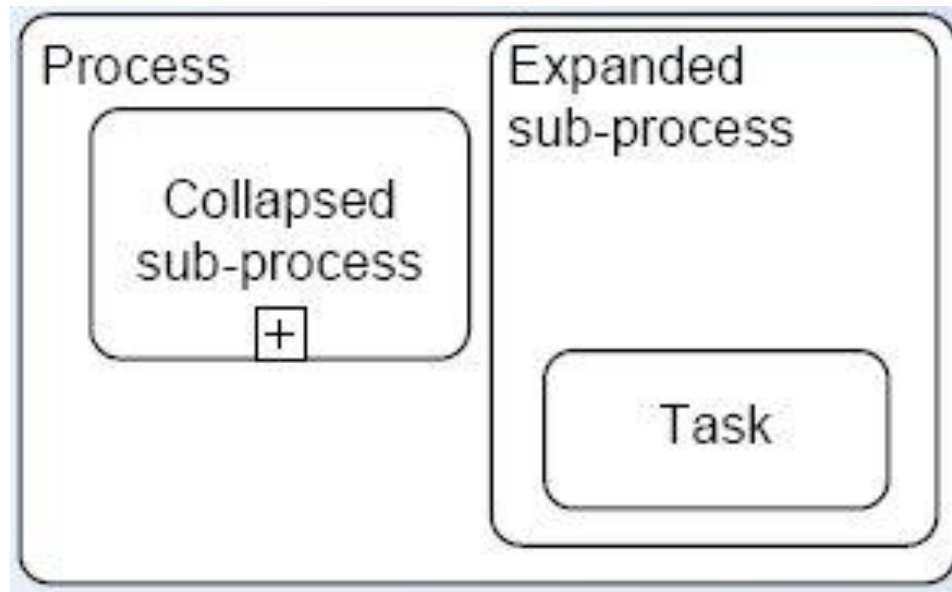 Process
Collapsed
sub-process
+
Expanded
sub-process
Task